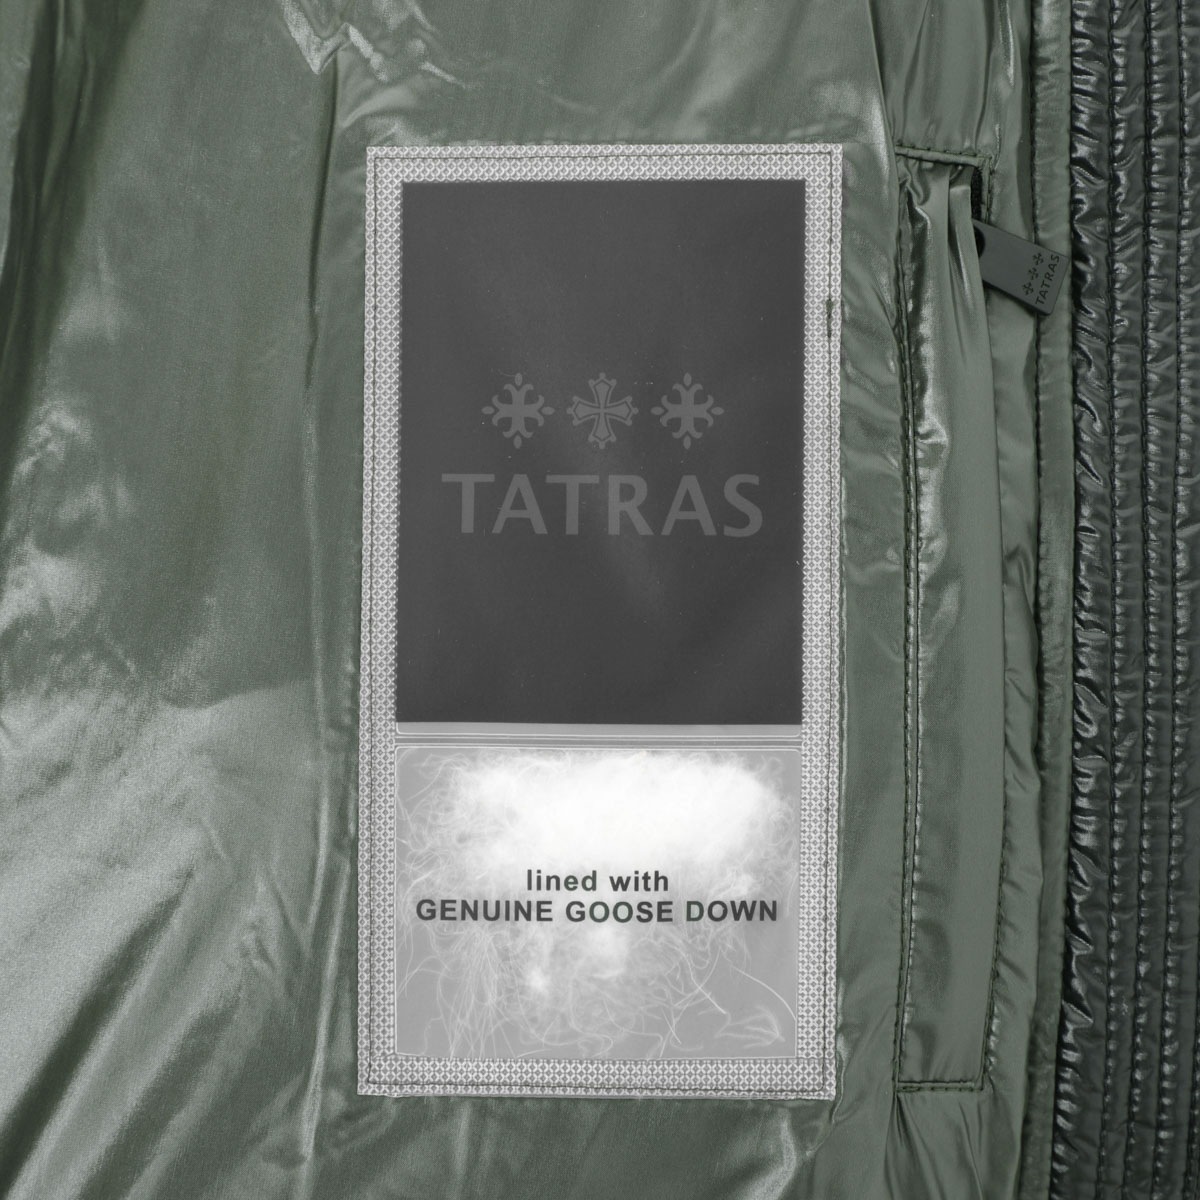 TATRAS
TATRAS
lined with
GENUINE GOOSE DOWN